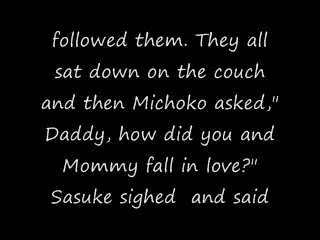 followed them. They all
sat down on the couch
and then Michoko asked,"
Daddy, how did you and
Mommy fall in love?"
Sasuke sighed  and said